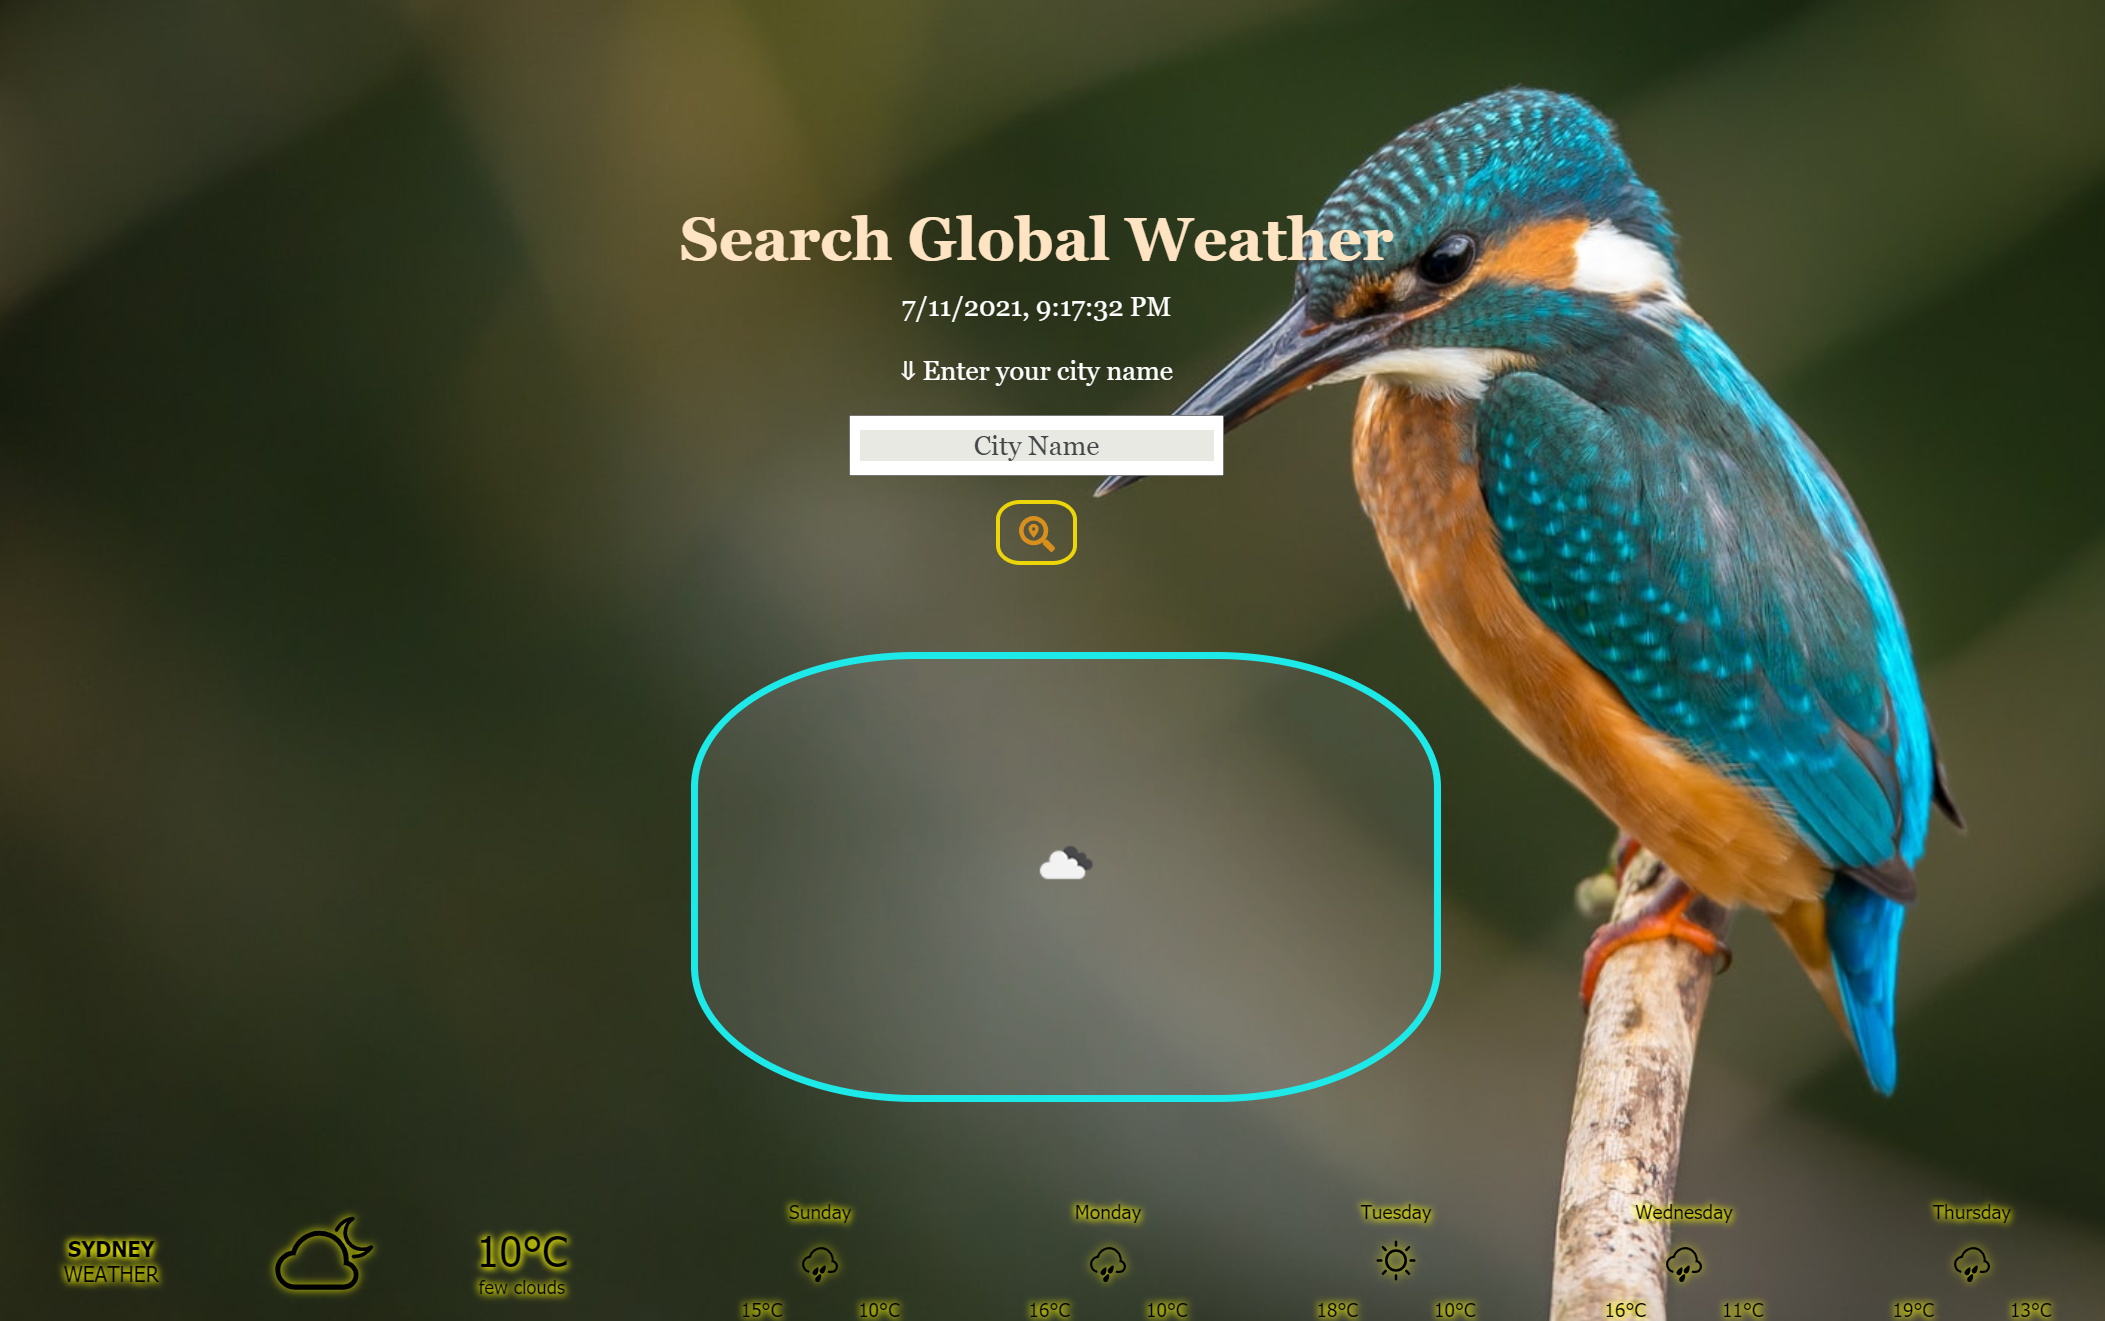 Search Global Weather
7/11/2021, 9:17:32 PM
⇓ Enter your city name
City Name
SYDNEY
WEATHER
10°C
few clouds
Sunday
15°C 10°C
Monday
16°C 10°C
Tuesday
18°C 10°C
Wednesday
16°C 11°C
Thursday
19°C 13°C